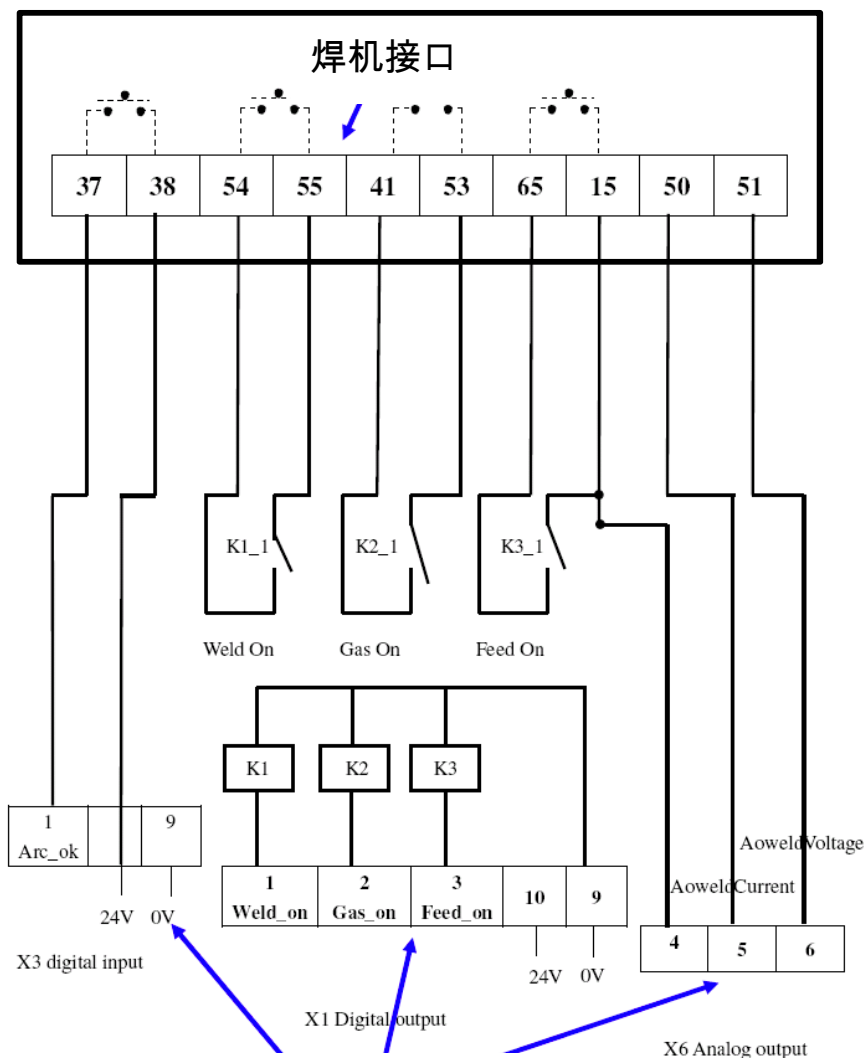 焊机接口
37 38 54 55 41 53 65 15 50 51
K1_1 K2_1 K3_1
Weld On Gas On Feed On
K1 K2 K3
1 9
Arc_ok
24V 0V
X3 digital input
1 2 3 10 9
Weld_on Gas_on Feed_on
24V 0V
X1 Digital output
AoweldVoltage
AoweldCurrent
4 5 6
X6 Analog output